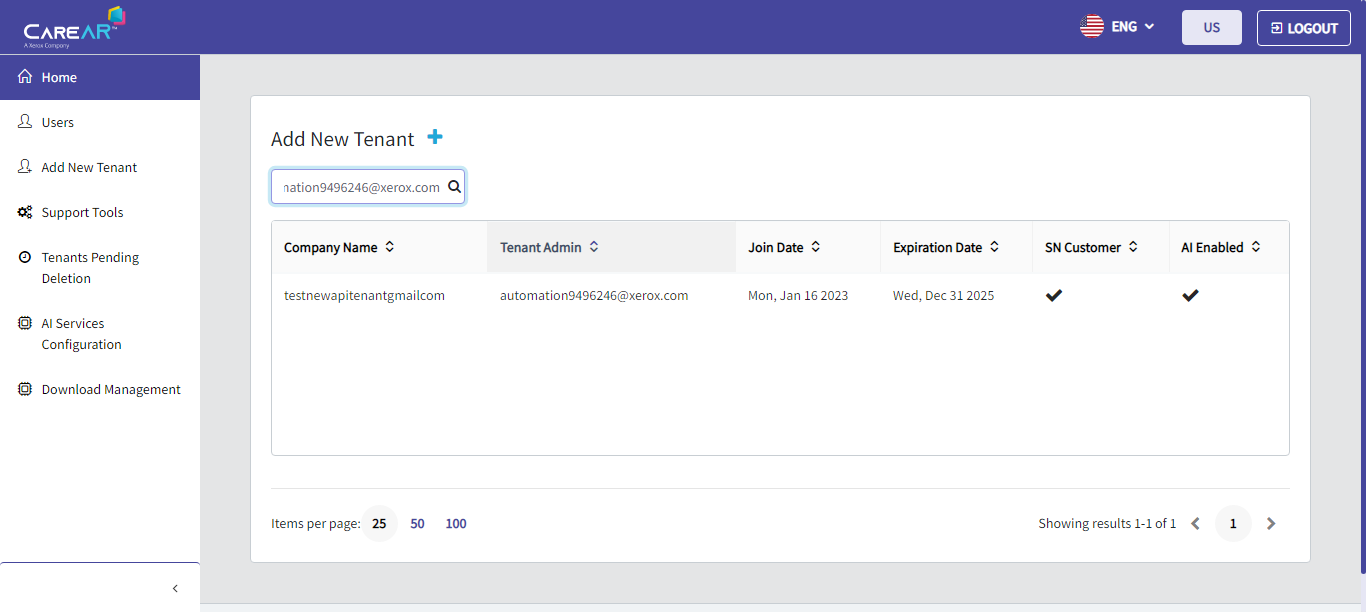 CAREAR™
A Xerox Company
ENG
US
LOGOUT
Home
Users
Add New Tenant
Support Tools
Tenants Pending
Deletion
AI Services
Configuration
Download Management
Add New Tenant
nation9496246@xerox.com
Company Name Tenant Admin Join Date Expiration Date SN Customer AI Enabled
testnewapitenantgmailcom automation9496246@xerox.com Mon, Jan 16 2023 Wed, Dec 31 2025
Items per page: 25 50 100
Showing results 1-1 of 1 1